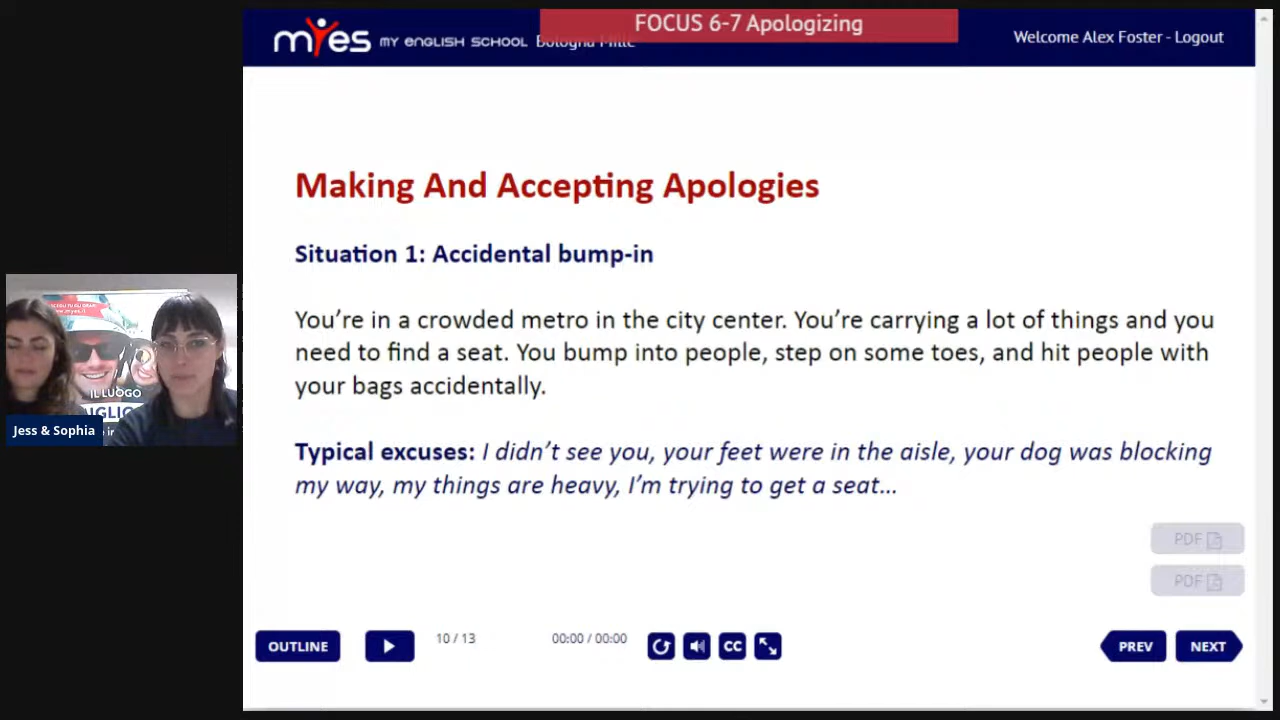 FOCUS 6-7 Apologizing
myes MY ENGLISH SCHOOL Bologna Mille
Welcome Alex Foster - Logout
Making And Accepting Apologies
Situation 1: Accidental bump-in
You're in a crowded metro in the city center. You're carrying a lot of things and you
need to find a seat. You bump into people, step on some toes, and hit people with
your bags accidentally.
IL LUOGO
Jess & Sophia
Typical excuses: I didn't see you, your feet were in the aisle, your dog was blocking
my way, my things are heavy, I'm trying to get a seat...
PDF
PDF
OUTLINE
10 / 13
00:00 / 00:00
CC
PREV
NEXT